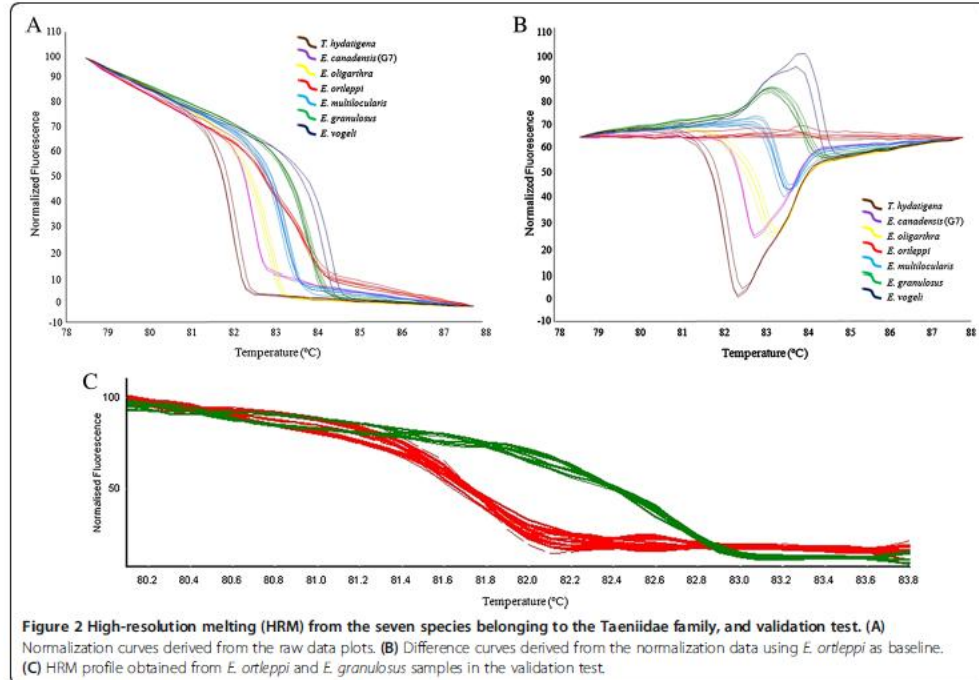 A
110
100
90
80
70
60
50
40
30
20
10
0
-10
Normalized Fluorescence
T. hydatigena
E. canadensis (G7)
E. oligarthra
E. ortleppi
E. multilocularis
E. granulosus
E. vogeli
78 79 80 81 82 83 84 85 86 87 88
Temperature (°C)
B
110
100
90
80
70
60
50
40
30
20
10
0
-10
Normalized Fluorescence
T. hydatigena
E. canadensis (G7)
E. oligarthra
E. ortleppi
E. multilocularis
E. granulosus
E. vogeli
78 79 80 81 82 83 84 85 86 87 88
Temperature (°C)
C
100
50
Normalised Fluorescence
80.2 80.4 80.6 80.8 81.0 81.2 81.4 81.6 81.8 82.0 82.2 82.4 82.6 82.8 83.0 83.2 83.4 83.6 83.8
Temperature (°C)
Figure 2 High-resolution melting (HRM) from the seven species belonging to the Taeniidae family, and validation test. (A)
Normalization curves derived from the raw data plots. (B) Difference curves derived from the normalization data using E. ortleppi as baseline.
(C) HRM profile obtained from E. ortleppi and E. granulosus samples in the validation test.